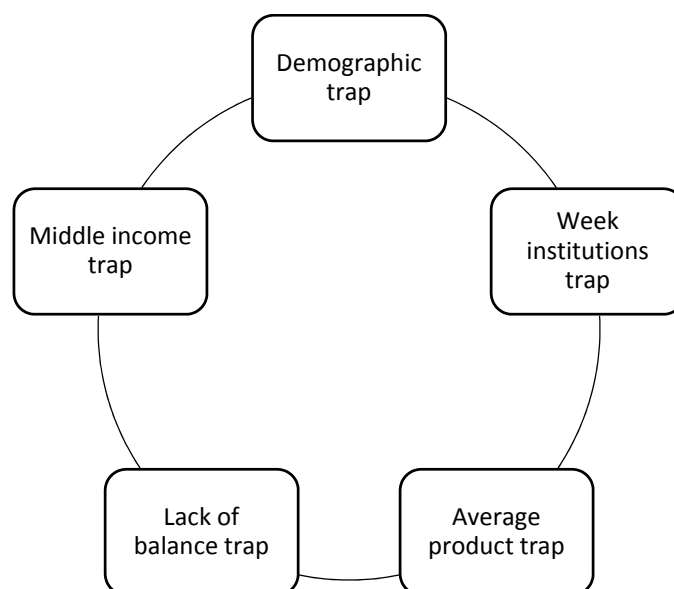 Demographic
trap
Week
institutions
trap
Average
product trap
Lack of
balance trap
Middle income
trap